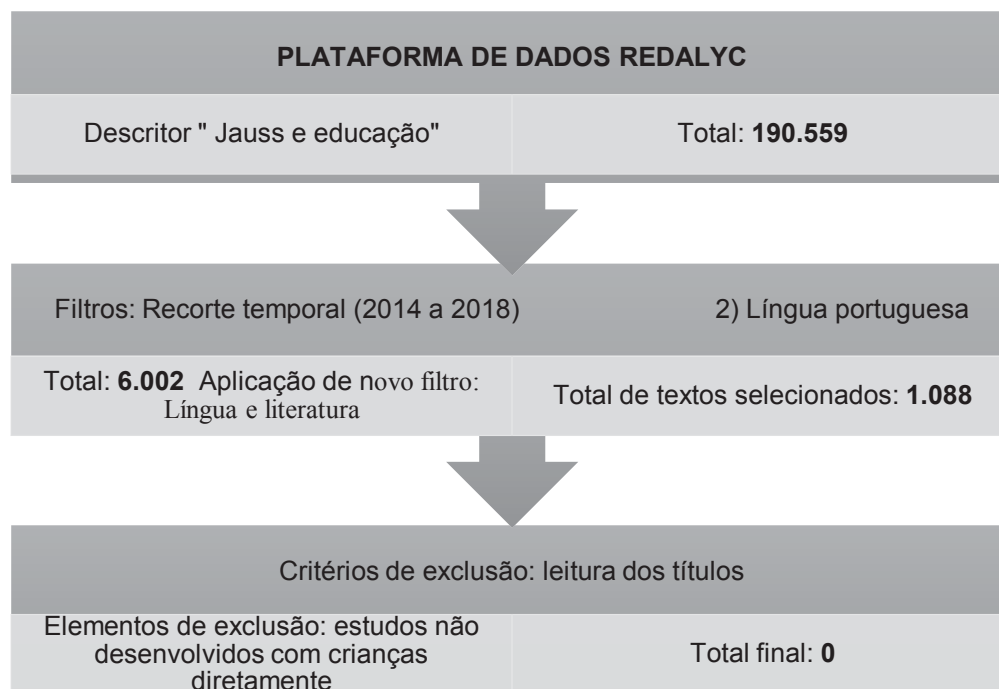 PLATAFORMA DE DADOS REDALYC
Descritor " Jauss e educação"
Total: 190.559
Filtros: Recorte temporal (2014 a 2018)
2) Língua portuguesa
Total: 6.002 Aplicação de novo filtro:
Língua e literatura
Total de textos selecionados: 1.088
Critérios de exclusão: leitura dos títulos
Elementos de exclusão: estudos não
desenvolvidos com crianças
diretamente
Total final: 0